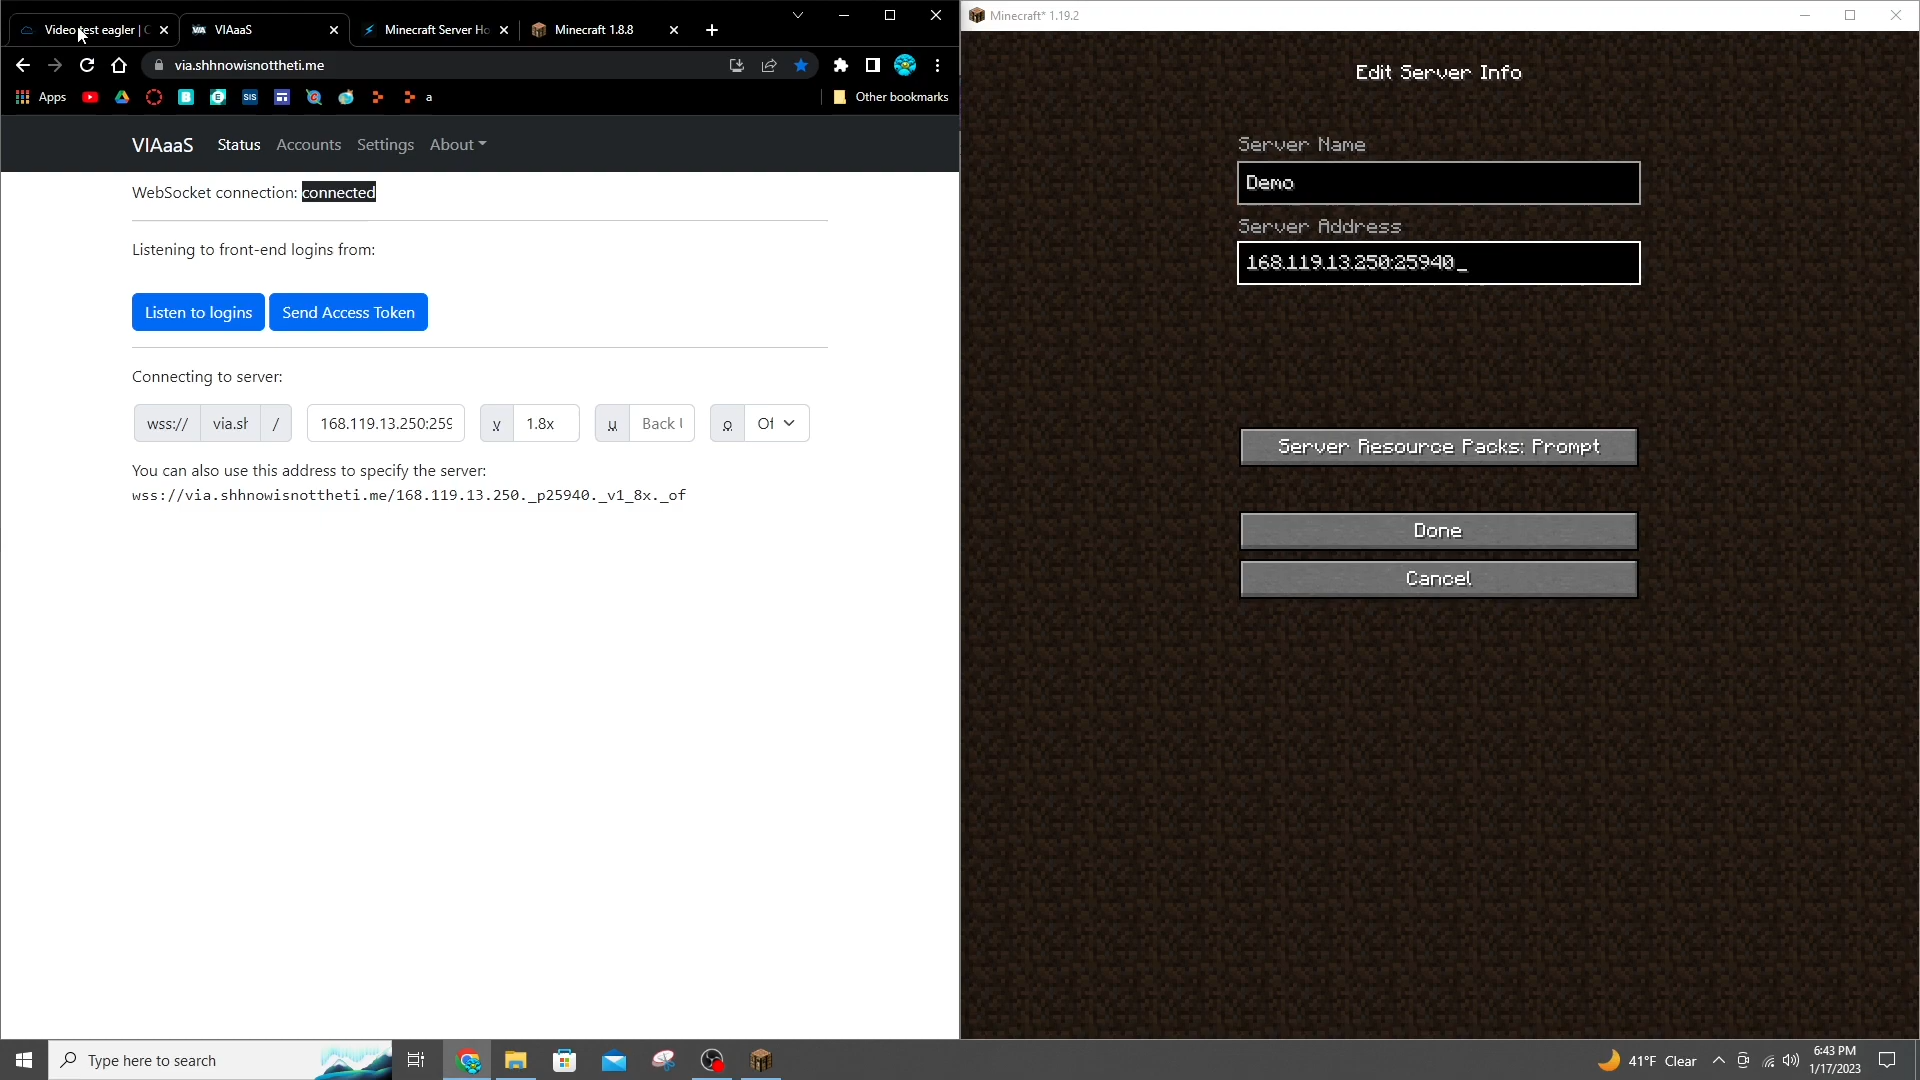 Video test eagler | C
VIAaaS
Minecraft Server Ho
Minecraft 1.8.8
via.shhnowisnottheti.me
Apps
SIS
a
Other bookmarks
VIAaaS Status Accounts Settings About
WebSocket connection: connected
Listening to front-end logins from:
Listen to logins Send Access Token
Connecting to server:
wss:// via.sh / 168.119.13.250:259 v 1.8x u Back o Of
You can also use this address to specify the server:
wss://via.shhnowisnottheti.me/168.119.13.250._p25940._v1_8x._of
Minecraft* 1.19.2
Edit Server Info
Server Name
Demo
Server Address
168.119.13.250:25940_
Server Resource Packs: Prompt
Done
Cancel
Type here to search
41°F Clear
6:43 PM
1/17/2023